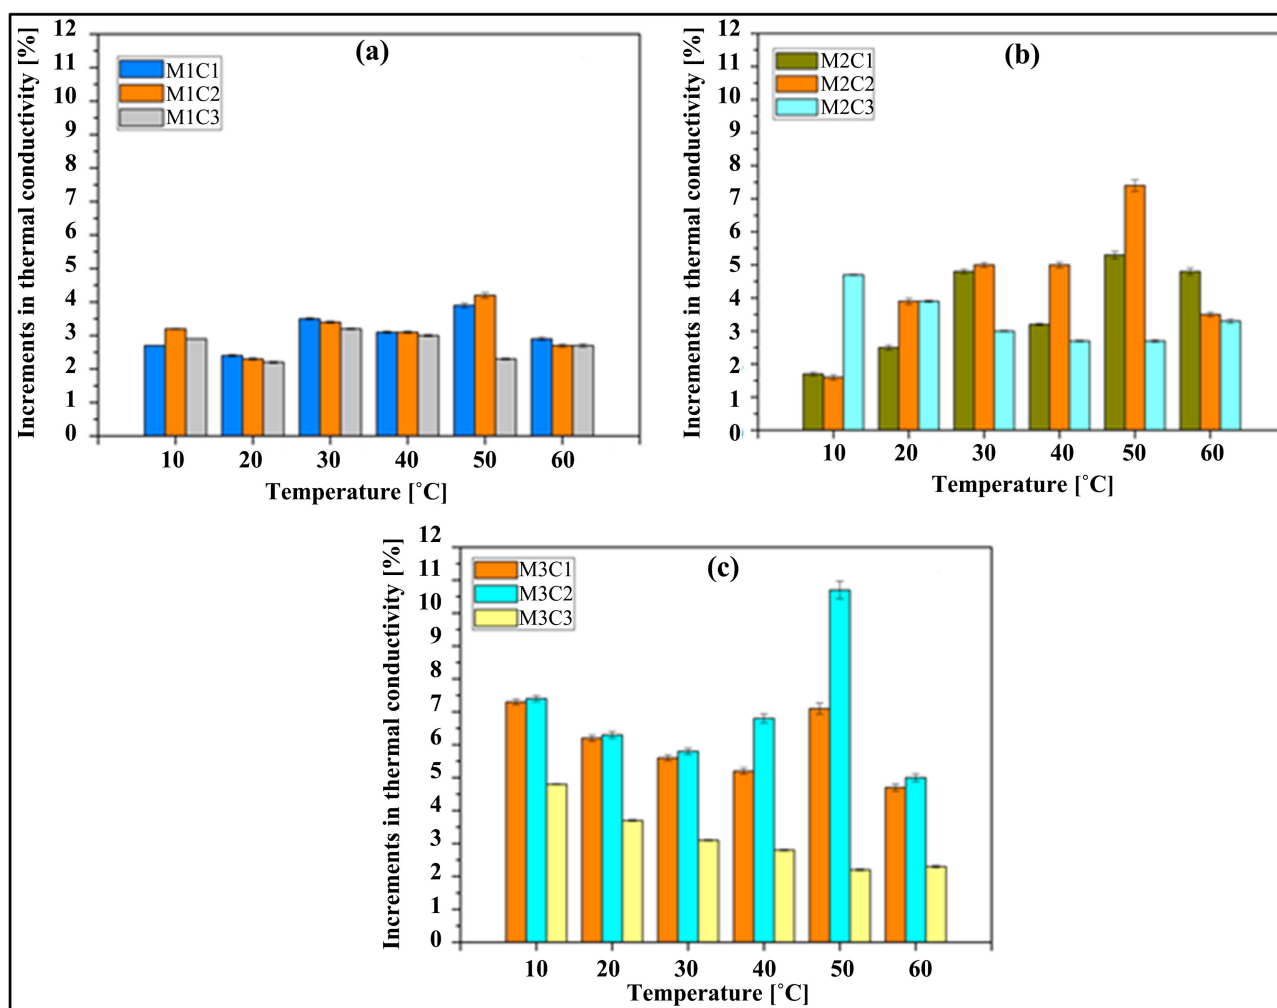 Increments in thermal conductivity [%]
12
11
10
9
8
7
6
5
4
3
2
1
0
(a)
M1C1
M1C2
M1C3
10 20 30 40 50 60
Temperature [˚C]
Increments in thermal conductivity [%]
12
11
10
9
8
7
6
5
4
3
2
1
0
(b)
M2C1
M2C2
M2C3
10 20 30 40 50 60
Temperature [˚C]
Increments in thermal conductivity [%]
12
11
10
9
8
7
6
5
4
3
2
1
0
(c)
M3C1
M3C2
M3C3
10 20 30 40 50 60
Temperature [˚C]